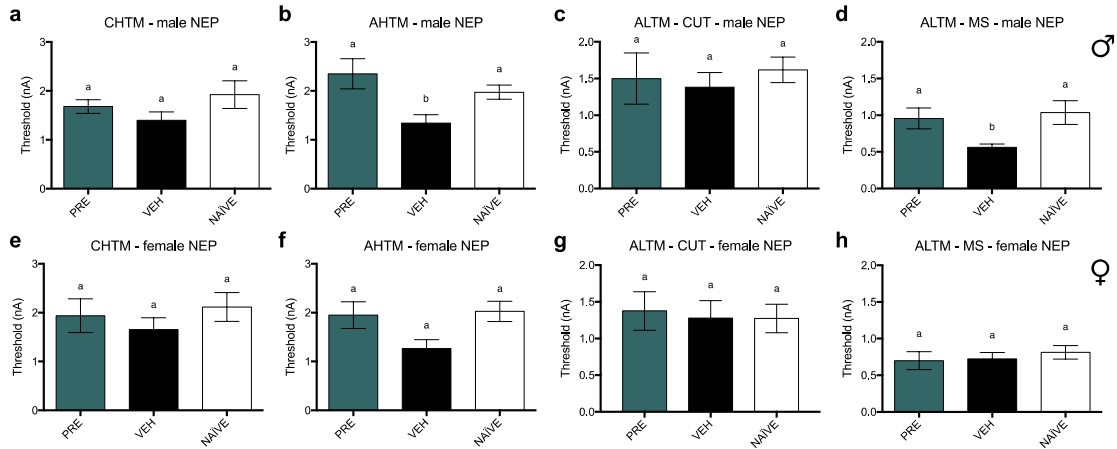 a
CHTM - male NEP
Threshold (nA)
3
2
1
0
a
a
a
PRE
VEH
NAÏVE
b
AHTM - male NEP
Threshold (nA)
3
2
1
0
a
b
a
PRE
VEH
NAÏVE
c
ALTM - CUT - male NEP
Threshold (nA)
2.0
1.5
1.0
0.5
0.0
a
a
a
PRE
VEH
NAÏVE
d
ALTM - MS - male NEP
♂
Threshold (nA)
2.0
1.5
1.0
0.5
0.0
a
b
a
PRE
VEH
NAÏVE
e
CHTM - female NEP
Threshold (nA)
3
2
1
0
a
a
a
PRE
VEH
NAÏVE
f
AHTM - female NEP
Threshold (nA)
3
2
1
0
a
a
a
PRE
VEH
NAÏVE
g
ALTM - CUT - female NEP
Threshold (nA)
2.0
1.5
1.0
0.5
0.0
a
a
a
PRE
VEH
NAÏVE
h
ALTM - MS - female NEP
♀
Threshold (nA)
2.0
1.5
1.0
0.5
0.0
a
a
a
PRE
VEH
NAÏVE